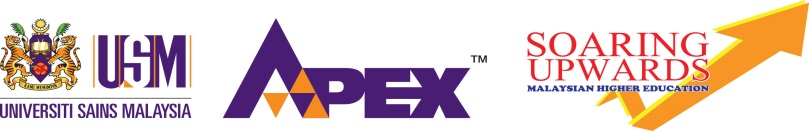 USM
UNIVERSITI SAINS MALAYSIA
APEX™
SOARING
UPWARDS
MALAYSIAN HIGHER EDUCATION